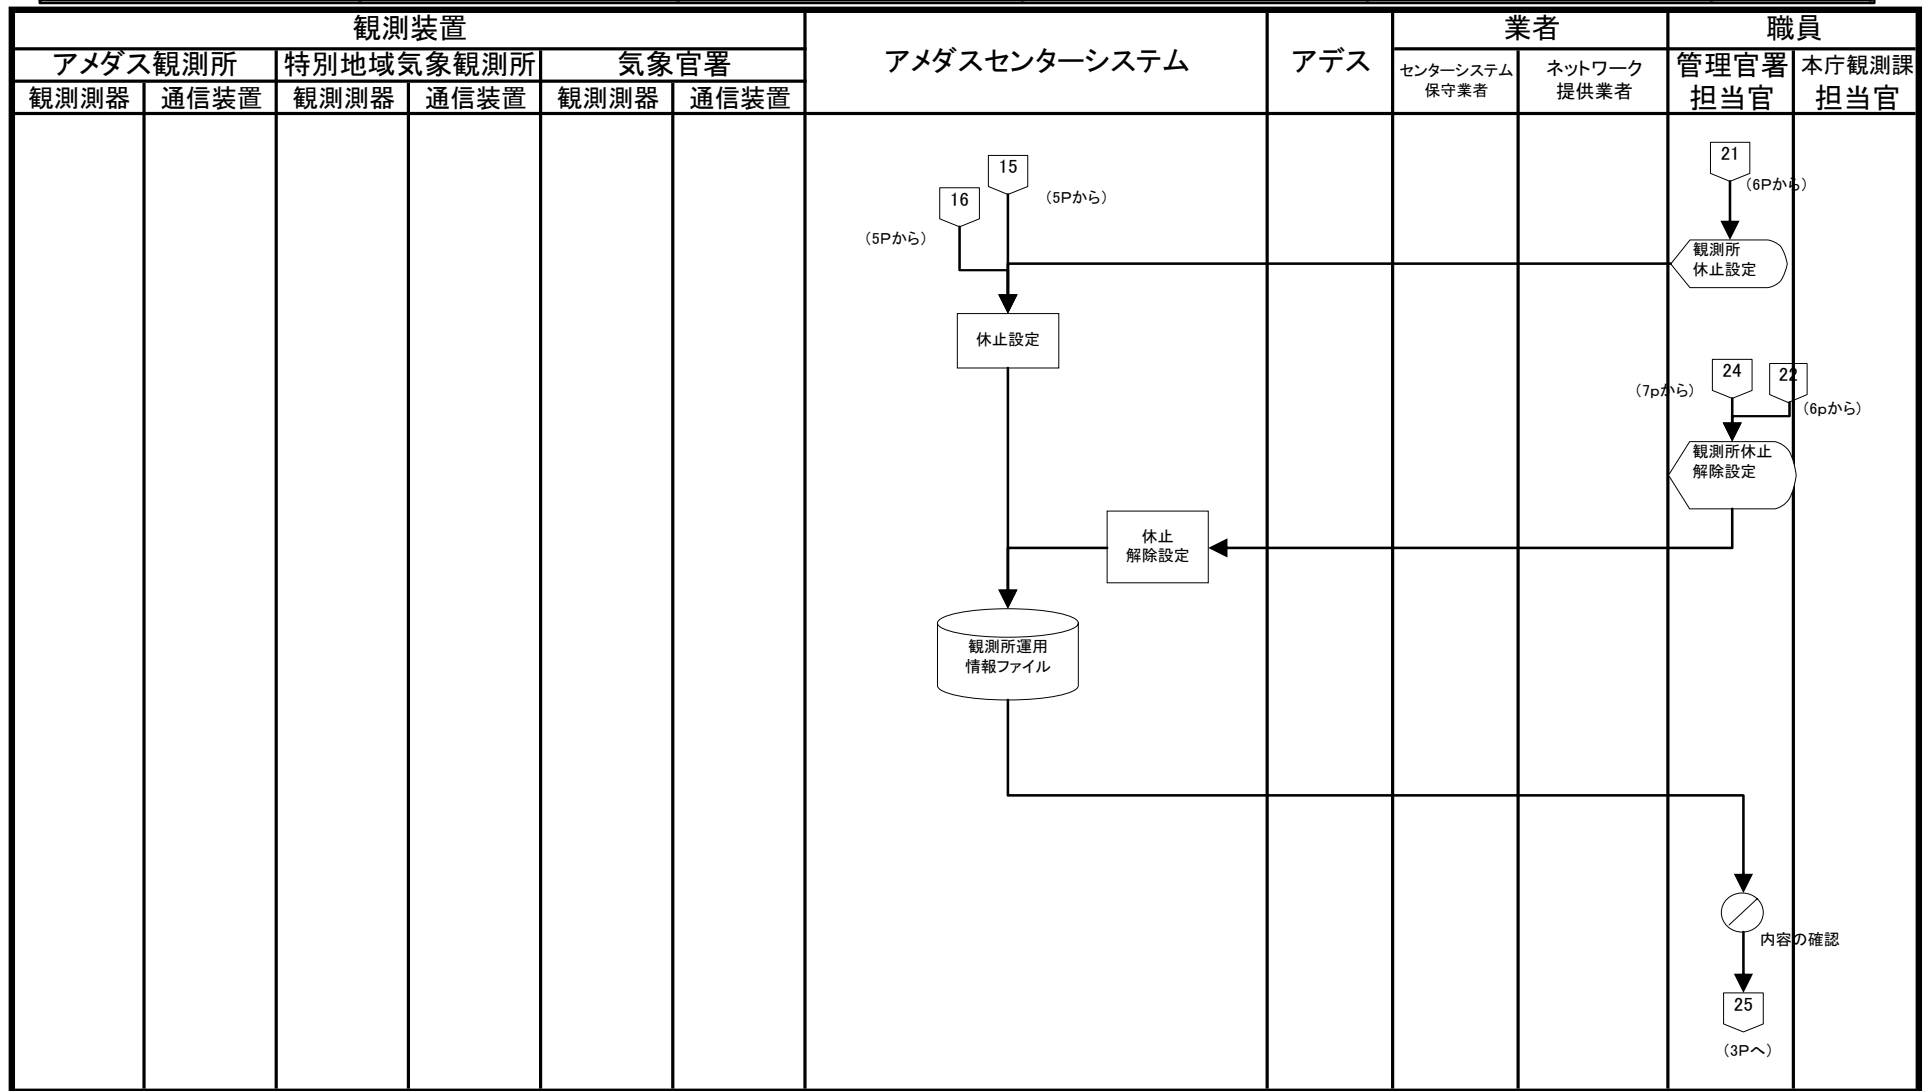 観測装置
業者
職員
アメダスセンターシステム
アデス
アメダス観測所
特別地域気象観測所
気象官署
センターシステム
保守業者
ネットワーク
提供業者
管理官署
担当官
本庁観測課
担当官
観測測器
通信装置
観測測器
通信装置
観測測器
通信装置
15
(5Pから)
16
(5Pから)
21
(6Pから)
観測所
休止設定
休止設定
24
(7pから)
22
(6pから)
観測所休止
解除設定
休止
解除設定
観測所運用
情報ファイル
内容の確認
25
(3Pへ)